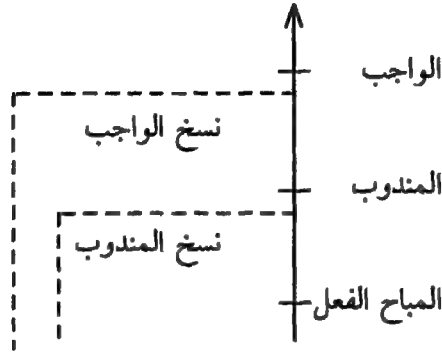 الواجب
نسخ الواجب
المندوب
نسخ المندوب
المباح الفعل